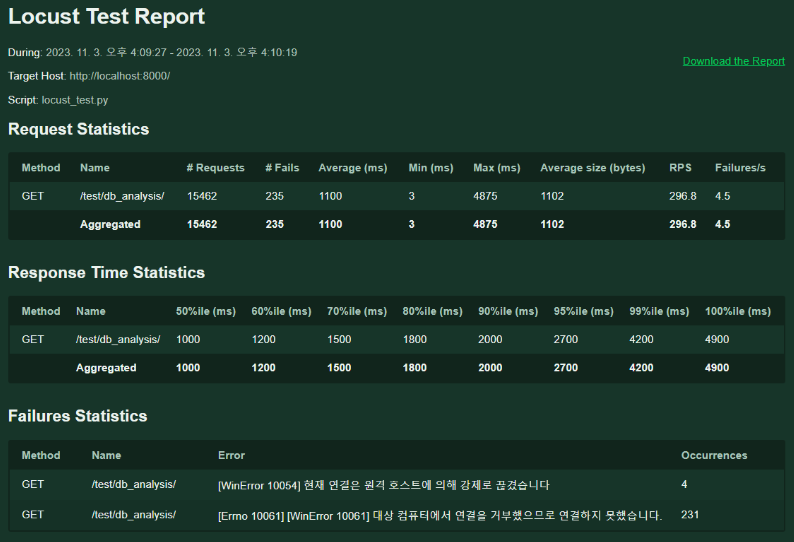 Locust Test Report
During: 2023. 11. 3. 오후 4:09:27 - 2023. 11. 3. 오후 4:10:19
Download the Report
Target Host: http://localhost:8000/
Script: locust_test.py
Request Statistics
Method Name # Requests # Fails Average (ms) Min (ms) Max (ms) Average size (bytes) RPS Failures/s
GET /test/db_analysis/ 15462 235 1100 3 4875 1102 296.8 4.5
Aggregated 15462 235 1100 3 4875 1102 296.8 4.5
Response Time Statistics
Method Name 50%ile (ms) 60%ile (ms) 70%ile (ms) 80%ile (ms) 90%ile (ms) 95%ile (ms) 99%ile (ms) 100%ile (ms)
GET /test/db_analysis/ 1000 1200 1500 1800 2000 2700 4200 4900
Aggregated 1000 1200 1500 1800 2000 2700 4200 4900
Failures Statistics
Method Name Error Occurrences
GET /test/db_analysis/ [WinError 10054] 현재 연결은 원격 호스트에 의해 강제로 끊겼습니다 4
GET /test/db_analysis/ [Errno 10061] [WinError 10061] 대상 컴퓨터에서 연결을 거부했으므로 연결하지 못했습니다. 231